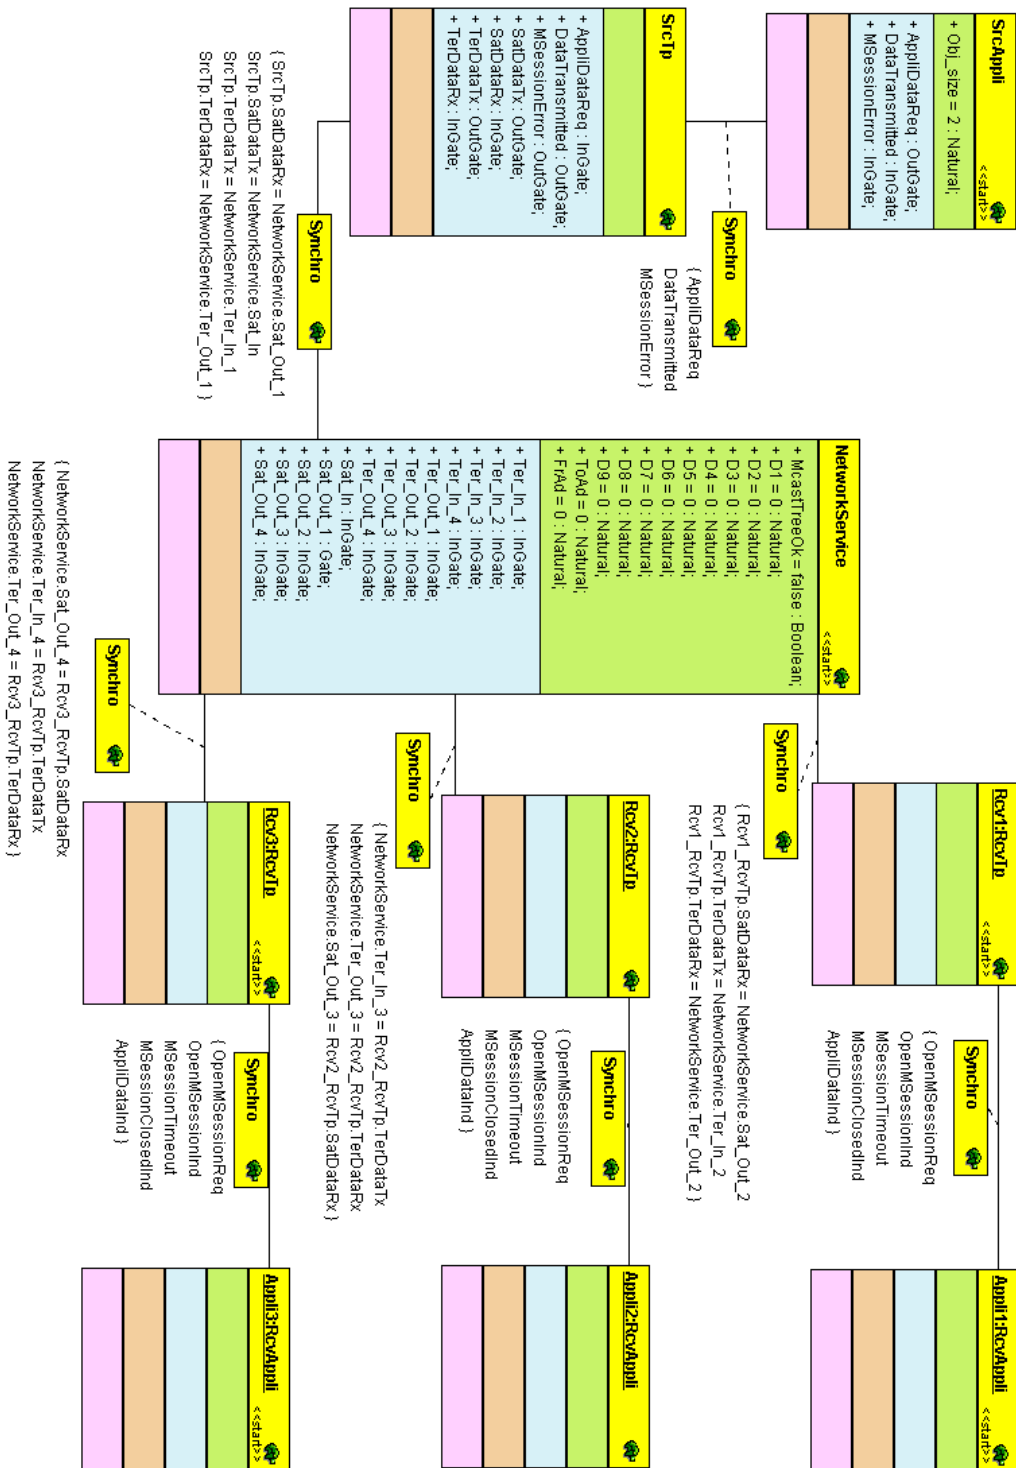 SrcAppli
<<start>>
+ Obj_size = 2 : Natural;
+ AppliDataReq : OutGate;
+ DataTransmitted : InGate;
+ MSessionError : InGate;
Synchro
{ AppliDataReq
DataTransmitted
MSessionError }
SrcTp
+ AppliDataReq : InGate;
+ DataTransmitted : OutGate;
+ MSessionError : OutGate;
+ SatDataTx : OutGate;
+ SatDataRx : InGate;
+ TerDataTx : OutGate;
+ TerDataRx : InGate;
Synchro
{ SrcTp.SatDataRx = NetworkService.Sat_Out_1
SrcTp.SatDataTx = NetworkService.Sat_In
SrcTp.TerDataTx = NetworkService.Ter_In_1
SrcTp.TerDataRx = NetworkService.Ter_Out_1 }
NetworkService
<<start>>
+ McastTreeOk = false : Boolean;
+ D1 = 0 : Natural;
+ D2 = 0 : Natural;
+ D3 = 0 : Natural;
+ D4 = 0 : Natural;
+ D5 = 0 : Natural;
+ D6 = 0 : Natural;
+ D7 = 0 : Natural;
+ D8 = 0 : Natural;
+ D9 = 0 : Natural;
+ ToAd = 0 : Natural;
+ FrAd = 0 : Natural;
+ Ter_In_1 : InGate;
+ Ter_In_2 : InGate;
+ Ter_In_3 : InGate;
+ Ter_In_4 : InGate;
+ Ter_Out_1 : InGate;
+ Ter_Out_2 : InGate;
+ Ter_Out_3 : InGate;
+ Ter_Out_4 : InGate;
+ Sat_In : InGate;
+ Sat_Out_1 : Gate;
+ Sat_Out_2 : InGate;
+ Sat_Out_3 : InGate;
+ Sat_Out_4 : InGate;
Synchro
{ Rcv1_RcvTp.SatDataRx = NetworkService.Sat_Out_2
Rcv1_RcvTp.TerDataTx = NetworkService.Ter_In_2
Rcv1_RcvTp.TerDataRx = NetworkService.Ter_Out_2 }
Synchro
{ NetworkService.Ter_In_3 = Rcv2_RcvTp.TerDataTx
NetworkService.Ter_Out_3 = Rcv2_RcvTp.TerDataRx
NetworkService.Sat_Out_3 = Rcv2_RcvTp.SatDataRx }
Synchro
{ NetworkService.Sat_Out_4 = Rcv3_RcvTp.SatDataRx
NetworkService.Ter_In_4 = Rcv3_RcvTp.TerDataTx
NetworkService.Ter_Out_4 = Rcv3_RcvTp.TerDataRx }
Rcv1:RcvTp
<<start>>
Rcv2:RcvTp
Rcv3:RcvTp
<<start>>
Synchro
{ OpenMSessionReq
OpenMSessionInd
MSessionTimeout
MSessionClosedInd
AppliDataInd }
Synchro
{ OpenMSessionReq
OpenMSessionInd
MSessionTimeout
MSessionClosedInd
AppliDataInd }
Synchro
{ OpenMSessionReq
OpenMSessionInd
MSessionTimeout
MSessionClosedInd
AppliDataInd }
Appli1:RcvAppli
<<start>>
Appli2:RcvAppli
Appli3:RcvAppli
<<start>>